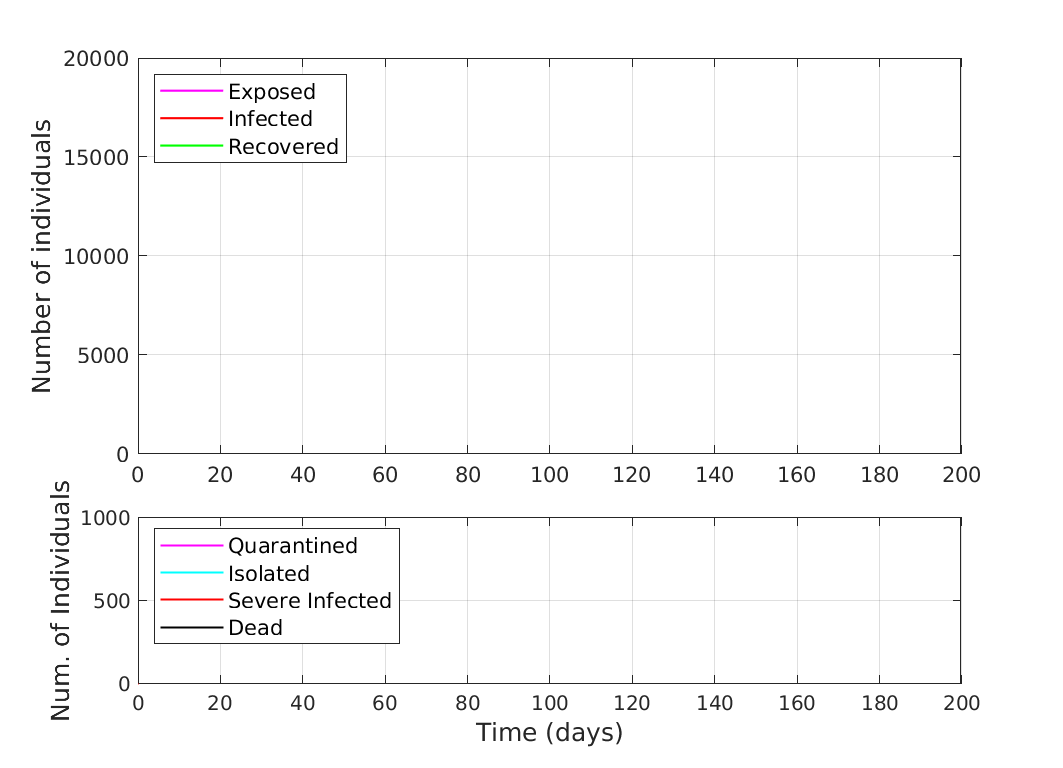 20000
15000
10000
5000
0
Number of individuals
Exposed
Infected
Recovered
0 20 40 60 80 100 120 140 160 180 200
1000
500
0
Num. of Individuals
Quarantined
Isolated
Severe Infected
Dead
0 20 40 60 80 100 120 140 160 180 200
Time (days)